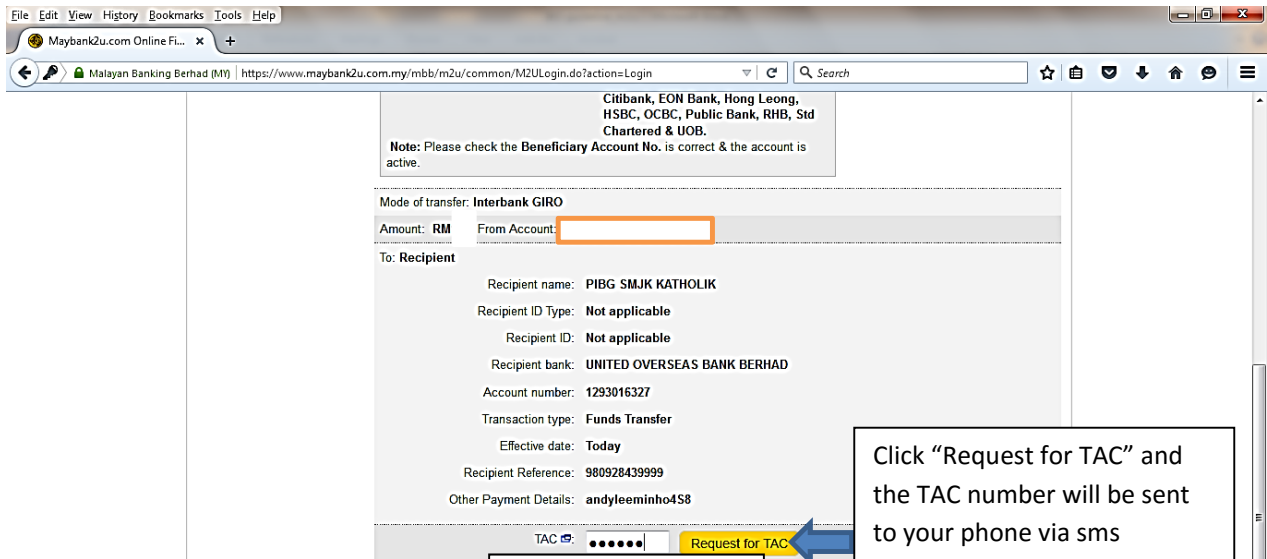 File Edit View History Bookmarks Tools Help
Maybank2u.com Online Fi... × +
Malayan Banking Berhad (MY) https://www.maybank2u.com.my/mbb/m2u/common/M2ULogin.do?action=Login Search
Citibank, EON Bank, Hong Leong,
HSBC, OCBC, Public Bank, RHB, Std
Chartered & UOB.
Note: Please check the Beneficiary Account No. is correct & the account is
active.
Mode of transfer: Interbank GIRO
Amount: RM From Account:
To: Recipient
Recipient name: PIBG SMJK KATHOLIK
Recipient ID Type: Not applicable
Recipient ID: Not applicable
Recipient bank: UNITED OVERSEAS BANK BERHAD
Account number: 1293016327
Transaction type: Funds Transfer
Effective date: Today
Recipient Reference: 980928439999
Other Payment Details: andyleeminho4S8
TAC : ●●●●●● Request for TAC
Click “Request for TAC” and
the TAC number will be sent
to your phone via sms